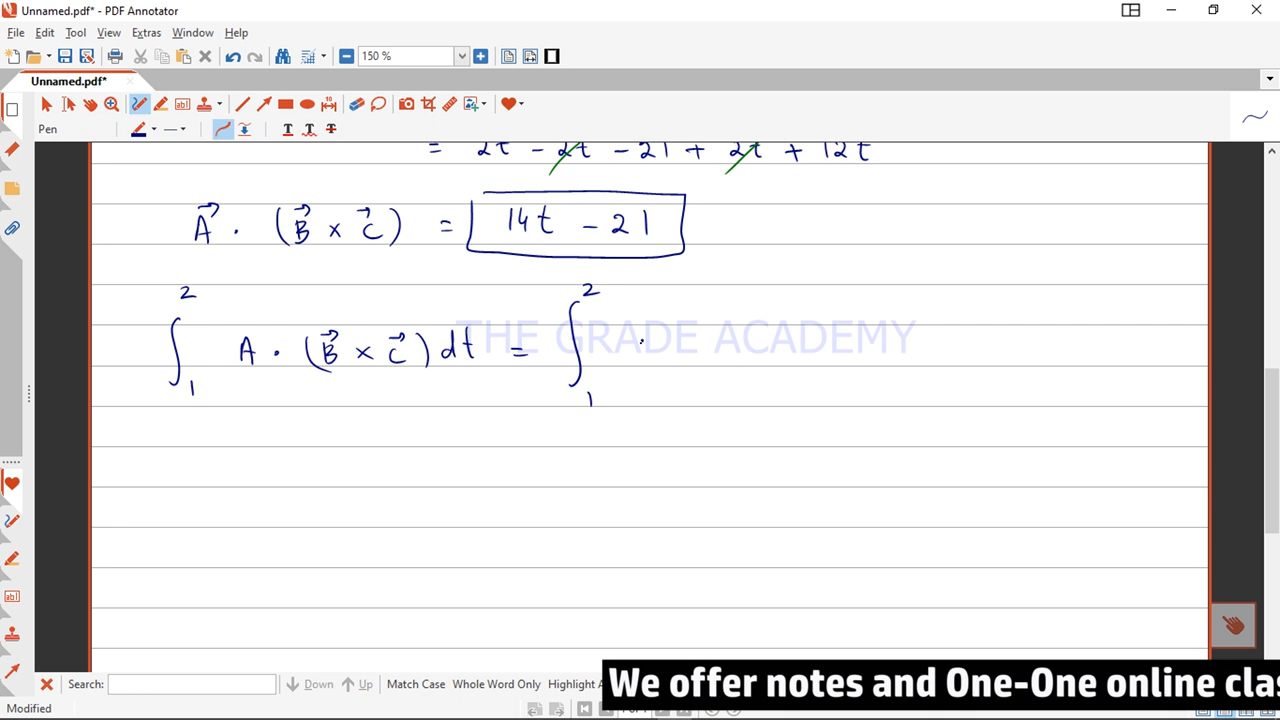 Unnamed.pdf* - PDF Annotator
File Edit Tool View Extras Window Help
150 %
Unnamed.pdf*
Pen
= 2t - 2t - 21 + 2t + 12t
A⃗ . (B⃗ × C⃗) = 14t - 21
∫₁² A . (B⃗ × C⃗) dt = ∫₁²
THE GRADE ACADEMY
Search: Down Up Match Case Whole Word Only Highlight
We offer notes and One-One online clas
Modified